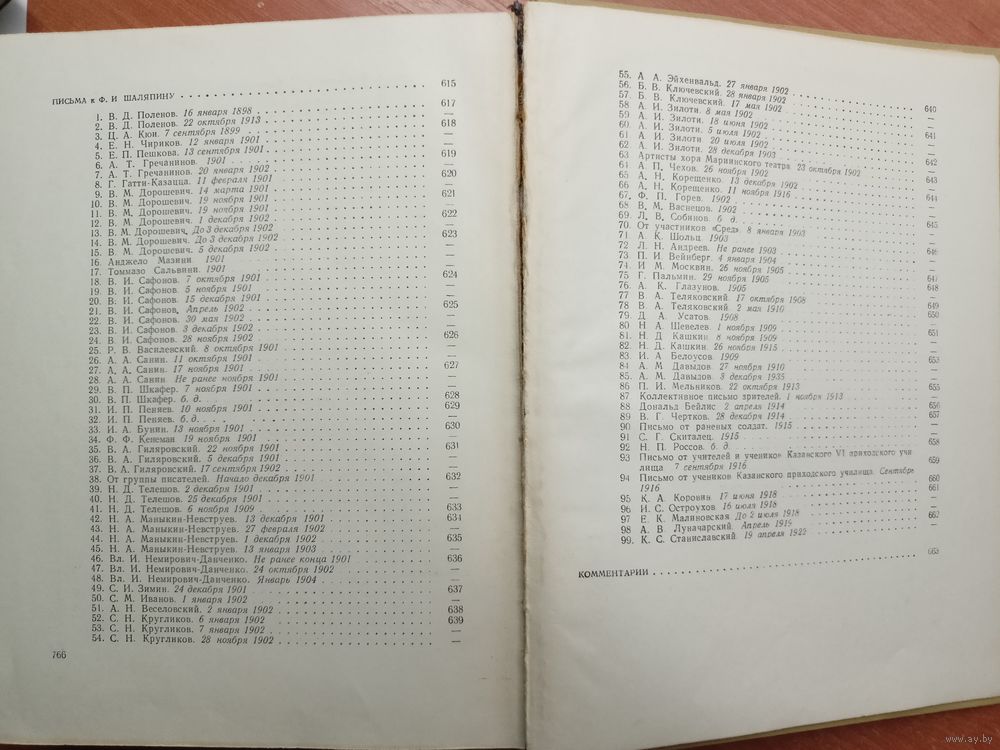 ПИСЬМА к Ф. И ШАЛЯПИНУ 615
1. В. Д. Поленов. 16 января 1898 617
2. В. Д. Поленов. 22 октября 1913 —
3. Ц. А. Кюи. 7 сентября 1899 618
4. Е. Н. Чириков. 12 января 1901 —
5. Е. П. Пешкова. 13 сентября 1901 —
6. А. Т. Гречанинов. 1901 619
7. А. Т. Гречанинов. 20 января 1902 —
8. Г. Гатти-Казацца. 11 февраля 1901 620
9. В. М. Дорошевич. 14 марта 1901 —
10. В. М. Дорошевич. 19 ноября 1901 621
11. В. М. Дорошевич. 19 ноября 1901 —
12. В. М. Дорошевич. 1 декабря 1902 622
13. В. М. Дорошевич. До 3 декабря 1902 —
14. В. М. Дорошевич. До 3 декабря 1902 623
15. В. М. Дорошевич. 5 декабря 1902 —
16. Анджело Мазини 1901 —
17. Томмазо Сальвини. 1901 —
18. В. И. Сафонов. 7 октября 1901 624
19. В. И. Сафонов. 5 ноября 1901 —
20. В. И. Сафонов. 15 декабря 1901 —
21. В. И. Сафонов. Апрель 1902 625
22. В. И. Сафонов. 30 мая 1902 —
23. В. И. Сафонов. 3 декабря 1902 —
24. В. И. Сафонов. 28 ноября 1902 626
25. Р. В. Василевский. 8 октября 1901 —
26. А. А. Санин. 11 октября 1901 —
27. А. А. Санин. 17 ноября 1901 627
28. А. А. Санин Не ранее ноября 1901 —
29. В. П. Шкафер. 7 ноября 1901 —
30. В. П. Шкафер. б. д. 628
31. И. П. Пеняев. 10 ноября 1901 629
32. И. П. Пеняев. б. д. —
33. И. А. Бунин. 13 ноября 1901 630
34. Ф. Ф. Кенеман 19 ноября 1901 —
35. В. А. Гиляровский. 22 ноября 1901 631
36. В. А. Гиляровский. 5 декабря 1901 —
37. В. А. Гиляровский. 17 сентября 1902 —
38. От группы писателей. Начало декабря 1901 632
39. Н. Д. Телешов. 2 декабря 1901 —
40. Н. Д. Телешов. 25 декабря 1901 —
41. Н. Д. Телешов. 6 ноября 1909 633
42. Н. А. Маныкин-Невструев. 13 декабря 1901 634
43. Н. А. Маныкин-Невструев. 27 февраля 1902 —
44. Н. А. Маныкин-Невструев. 1 декабря 1902 635
45. Н. А. Маныкин-Невструев. 13 января 1903 —
46. Вл. И. Немирович-Данченко. Не ранее конца 1901 636
47. Вл. И. Немирович-Данченко. 24 октября 1902 —
48. Вл. И. Немирович-Данченко. Январь 1904 —
49. С. И. Зимин. 24 декабря 1901 637
50. С. М. Иванов. 1 января 1902 —
51. А. Н. Веселовский. 2 января 1902 638
52. С. Н. Кругликов. 6 января 1902 639
53. С. Н. Кругликов. 7 января 1902 —
54. С. Н. Кругликов. 28 ноября 1902 —
766
55. А А. Эйхенвальд. 27 января 1902
56. Б. В. Ключевский. 28 января 1902 640
57. Б. В. Ключевский. 17 мая 1902 —
58 А. И. Зилоти. 8 мая 1902 —
59. А. И. Зилоти. 18 июня 1902 641
60. А. И. Зилоти. 5 июля 1902 —
61. А И. Зилоти 20 июля 1902 —
62 А. И. Зилоти. 28 декабря 1903 642
63. Артисты хора Мариинского театра 23 октября 1902 —
64. А П. Чехов. 26 ноября 1902 643
65. А. Н. Корещенко. 13 декабря 1902 —
66 А. Н. Корещенко. 11 ноября 1916 644
67. Ф. П. Горев. 1902 —
68 В. М. Васнецов. 1902 —
69. Л. В. Собинов. б. д. 645
70. От участников «Сред». 8 января 1903 —
71 А К. Шольц. 1903 —
72 Л. Н. Андреев. Не ранее 1903 646
73. П. И Вейнберг. 4 января 1904 —
74. И М. Москвин. 26 ноября 1905 —
75 Г. Пальмин. 29 ноября 1905 647
76. А. К. Глазунов. 1905 648
77 В А. Теляковский. 17 октября 1908 —
78 В А. Теляковский. 2 мая 1910 649
79. Д А. Усатов. 1908 650
80 Н А Шевелев. 1 ноября 1909 —
81. Н. Д Кашкин. 8 ноября 1909 651
82. Н. Д. Кашкин. 26 ноября 1915 —
83 И. А Белоусов. 1909 —
84 А М Давыдов. 27 ноября 1910 653
85. А. М. Давыдов. 3 декабря 1935 —
86 П. И. Мельников. 22 октября 1913 655
87 Коллективное письмо зрителей. 1 ноября 1913 —
88 Дональд Бейлис 2 апреля 1914 656
89 В. Г. Чертков. 28 декабря 1914 657
90 Письмо от раненых солдат. 1915 —
91 С. Г. Скиталец. 1915 —
92 Н. П. Россов. б. д. 658
93 Письмо от учителей и учеников Казанского VI приходского учи
лища 7 сентября 1916 659
94 Письмо от учеников Казанского приходского училища. Сентябрь
1916 660
95 К. А. Коровин 17 июня 1918 661
96 И. С. Остроухов 16 июля 1918 —
97 Е. К. Малиновская До 2 июля 1918 —
98 А В Луначарский. Апрель 1919 662
99. К. С. Станиславский. 19 апреля 1922 —
КОММЕНТАРИИ 663
www.ay.by